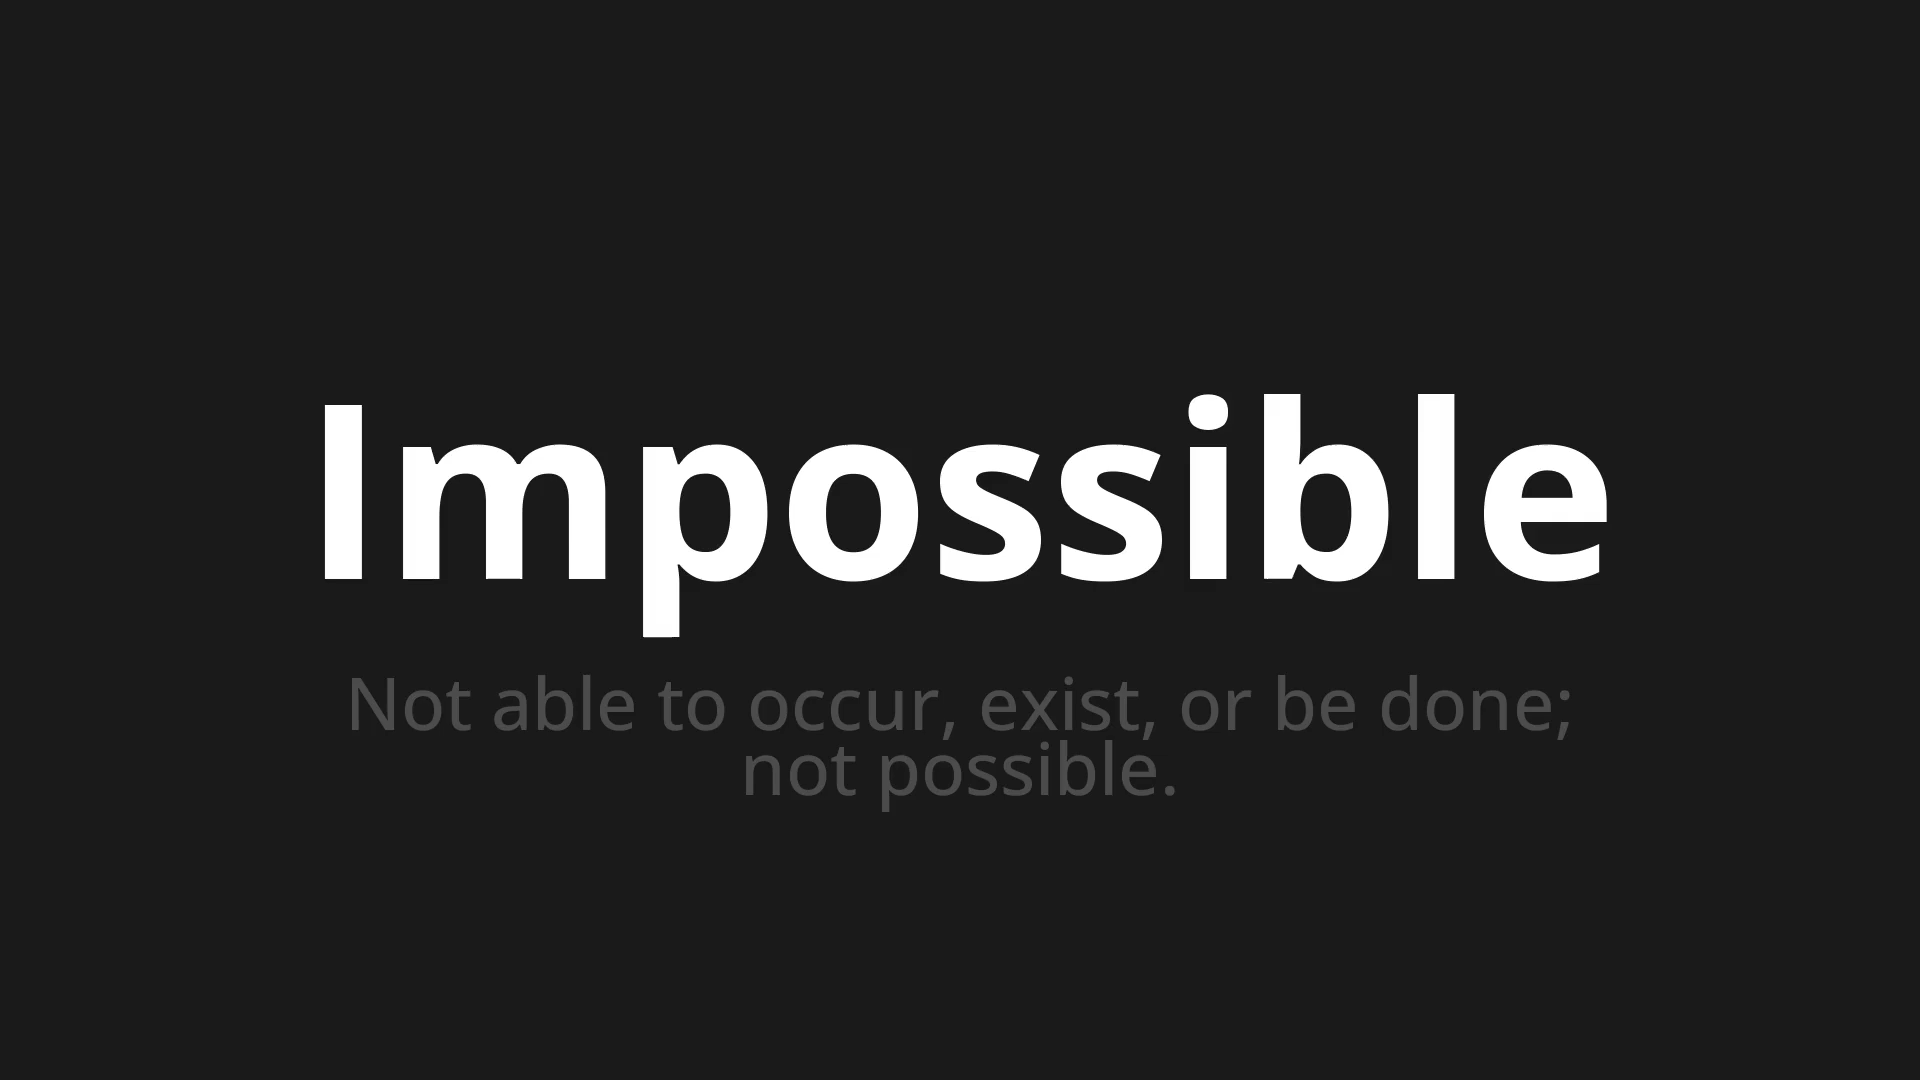 Impossible
Not able to occur, exist, or be done;
not possible.